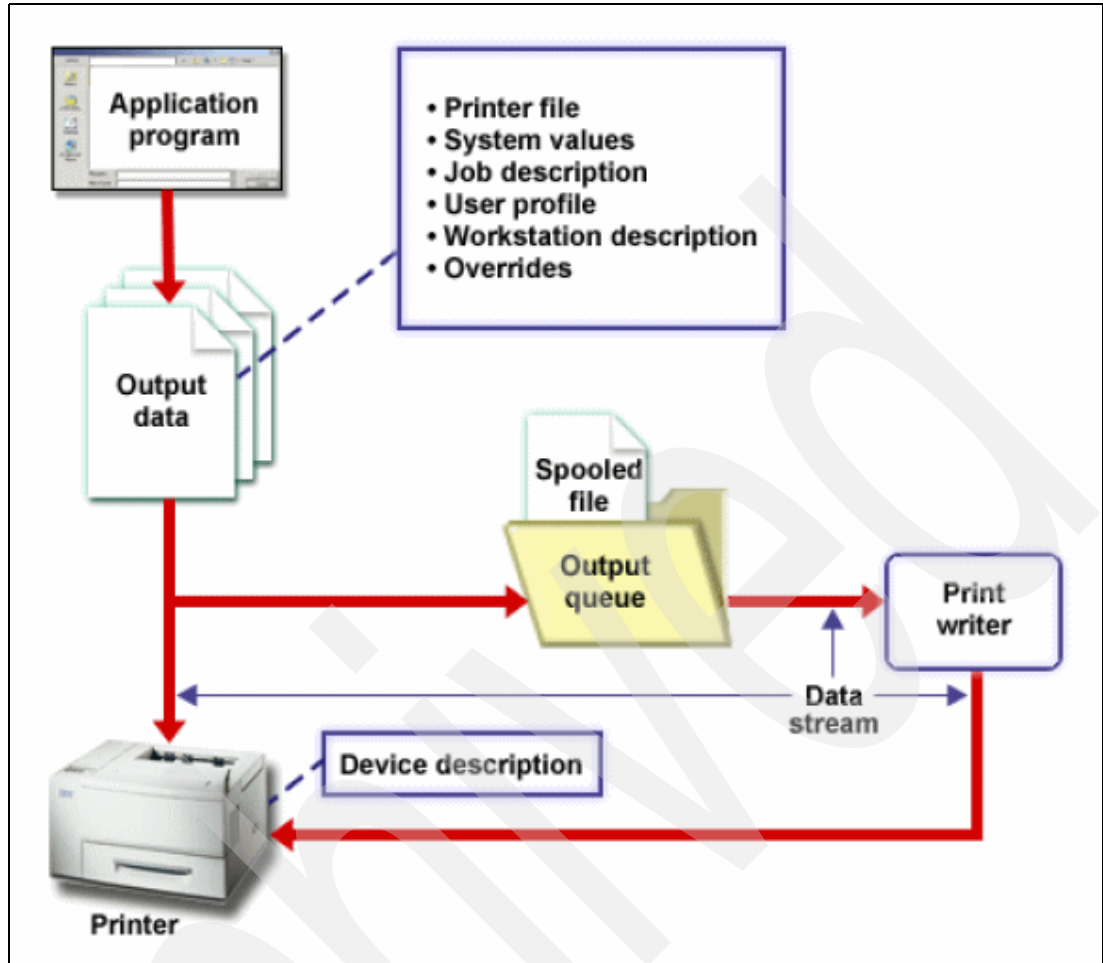 Application
program
• Printer file
• System values
• Job description
• User profile
• Workstation description
• Overrides
Output
data
Spooled
file
Output
queue
Print
writer
Data
stream
Device description
Printer